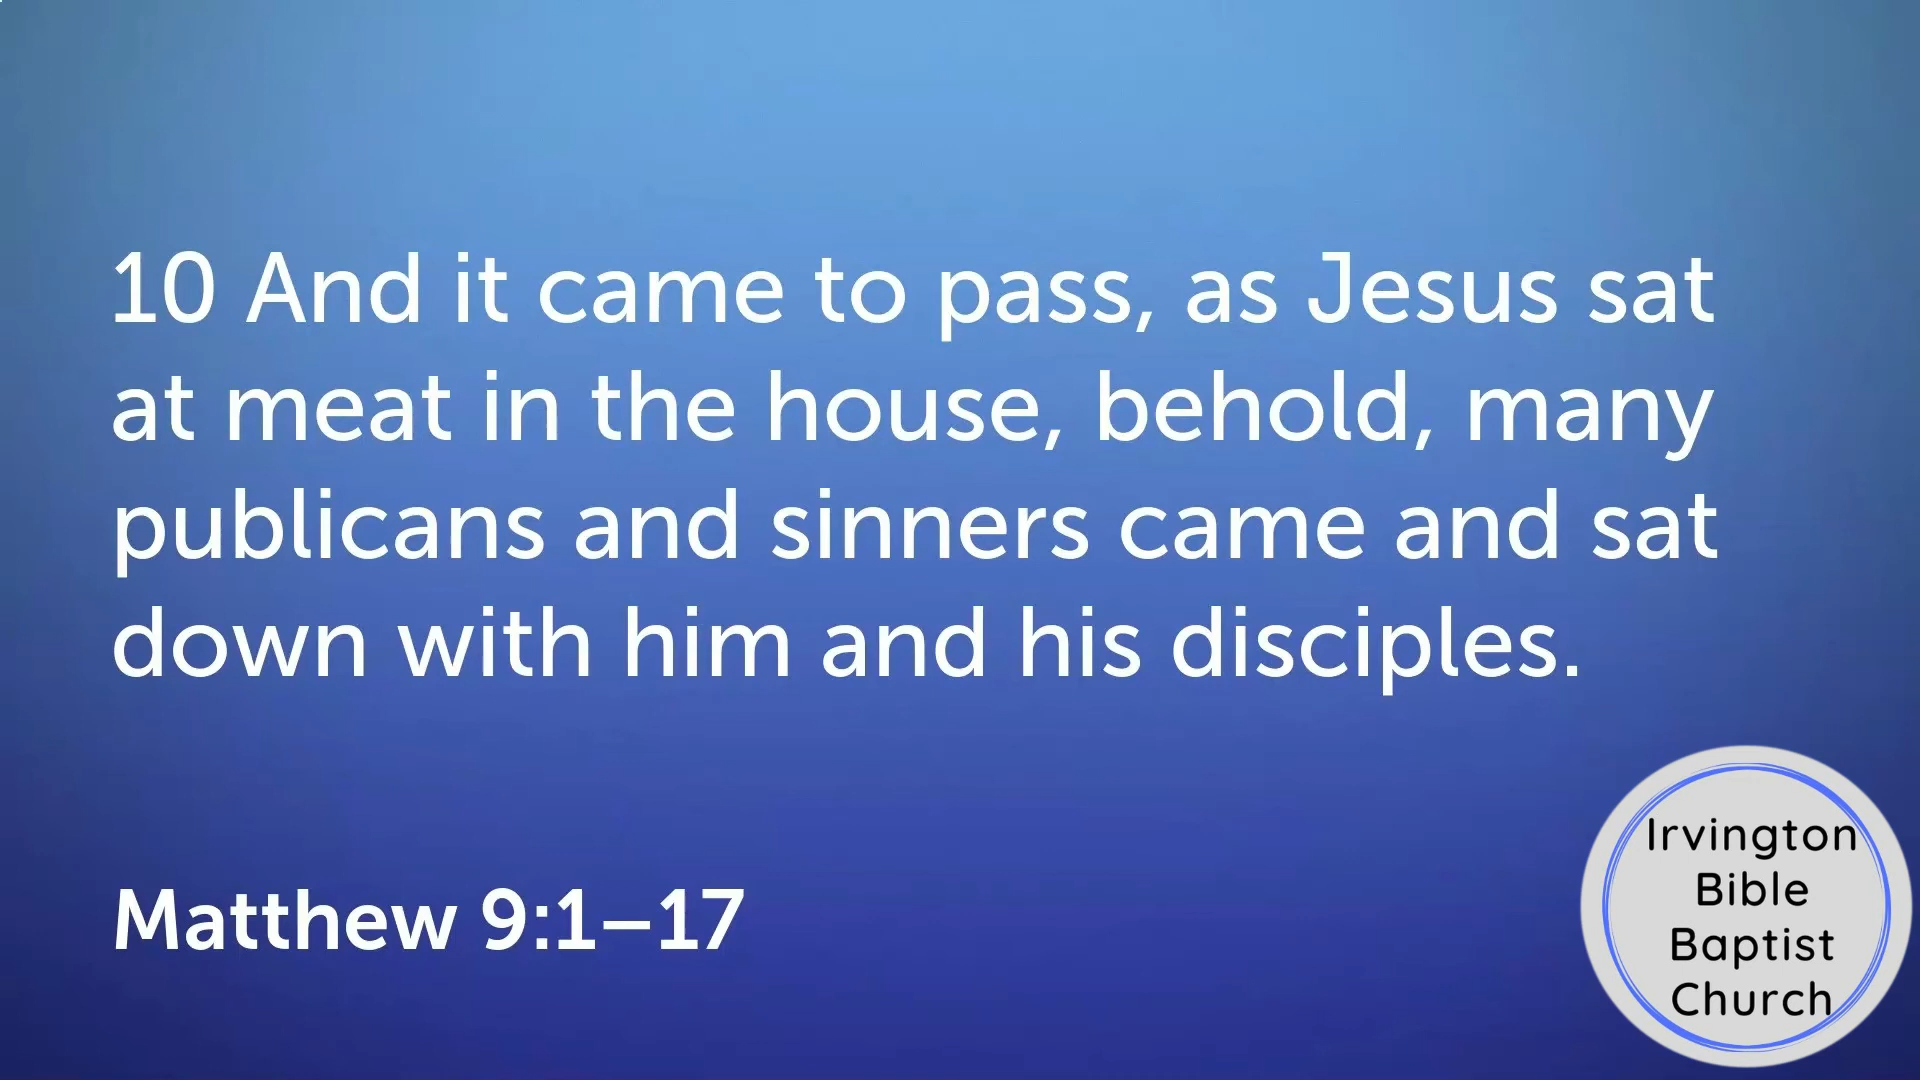 10 And it came to pass, as Jesus sat
at meat in the house, behold, many
publicans and sinners came and sat
down with him and his disciples.
Matthew 9:1–17
Irvington
Bible
Baptist
Church